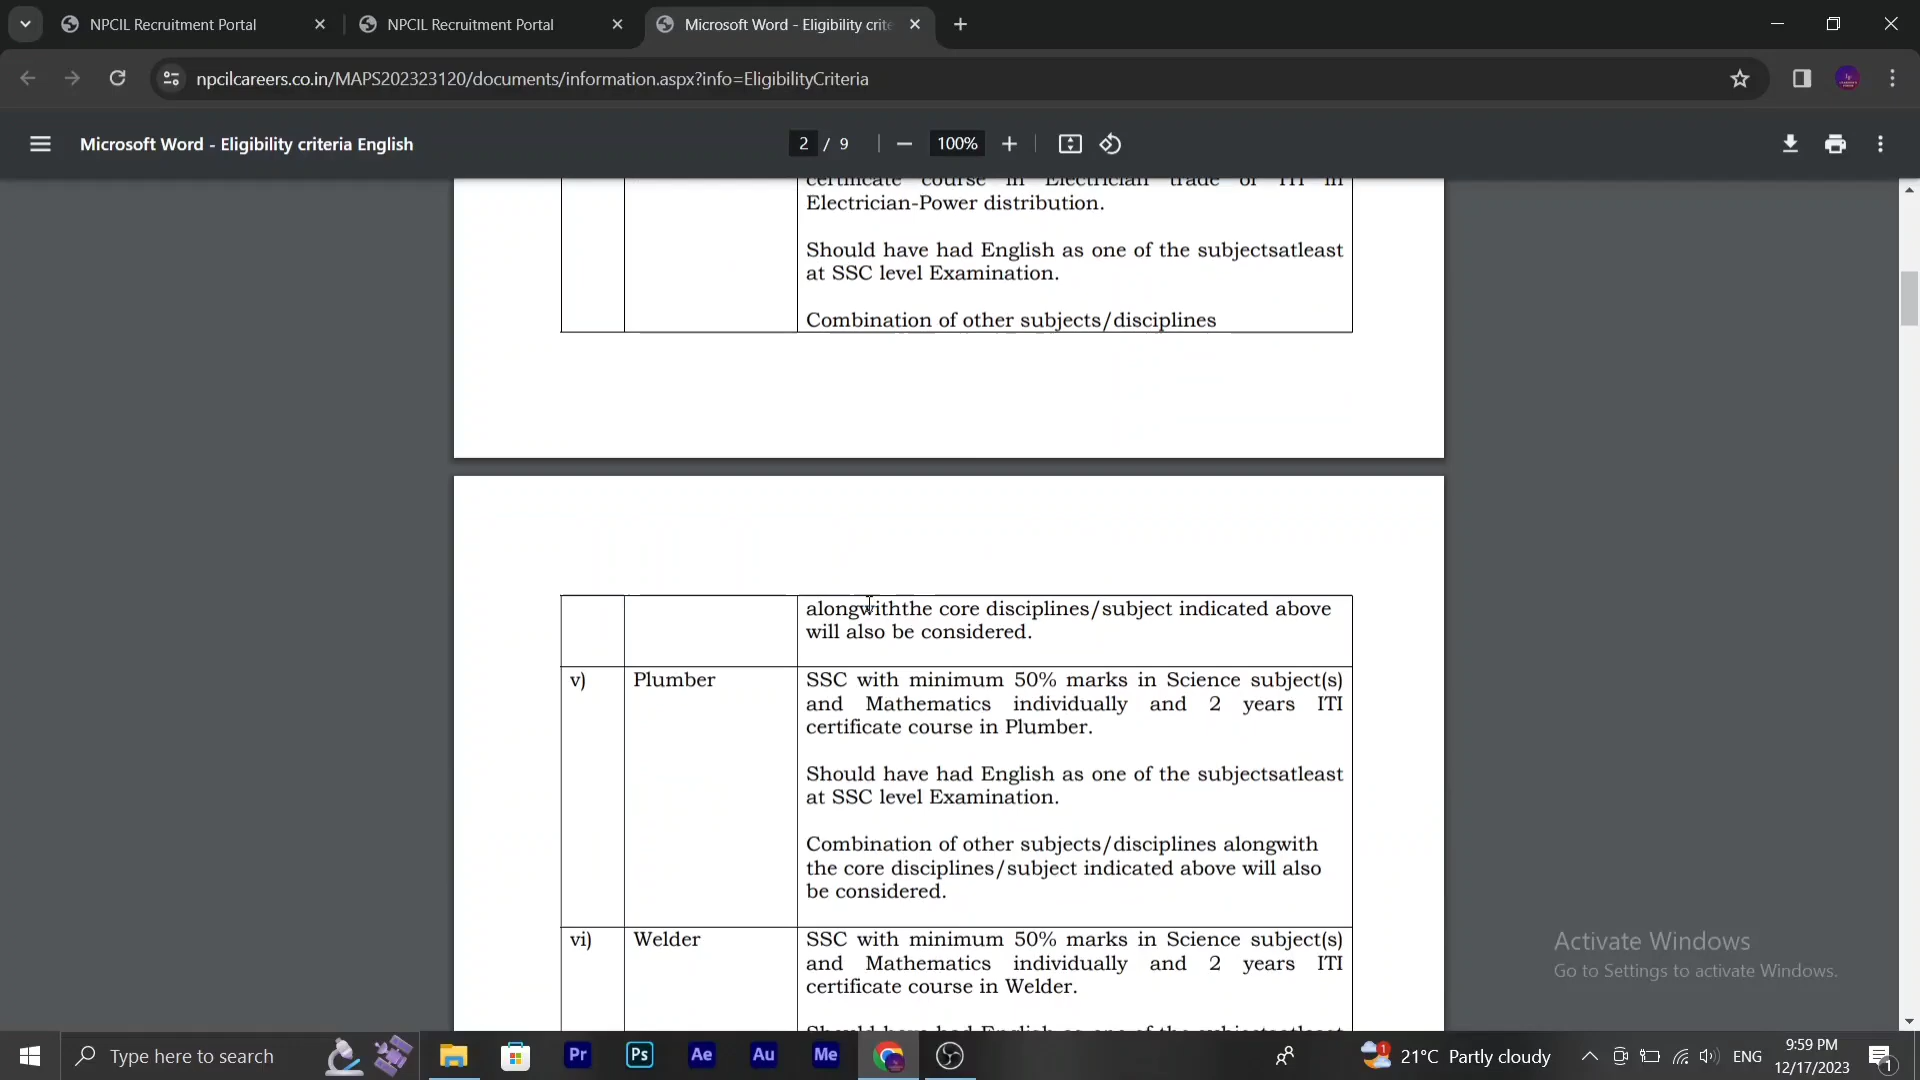 NPCIL Recruitment Portal
NPCIL Recruitment Portal
Microsoft Word - Eligibility crite
npcilcareers.co.in/MAPS202323120/documents/information.aspx?info=EligibilityCriteria
Microsoft Word - Eligibility criteria English
2 / 9
100%
certificate course in Electrician trade or ITI in
Electrician-Power distribution.
Should have had English as one of the subjectsatleast
at SSC level Examination.
Combination of other subjects/disciplines
alongwiththe core disciplines/subject indicated above
will also be considered.
v) Plumber SSC with minimum 50% marks in Science subject(s)
and Mathematics individually and 2 years ITI
certificate course in Plumber.
Should have had English as one of the subjectsatleast
at SSC level Examination.
Combination of other subjects/disciplines alongwith
the core disciplines/subject indicated above will also
be considered.
vi) Welder SSC with minimum 50% marks in Science subject(s)
and Mathematics individually and 2 years ITI
certificate course in Welder.
Should have had English as one of the subjectsatleast
Activate Windows
Go to Settings to activate Windows.
Type here to search
Pr
Ps
Ae
Au
Me
1
21°C Partly cloudy
ENG
9:59 PM
12/17/2023
1